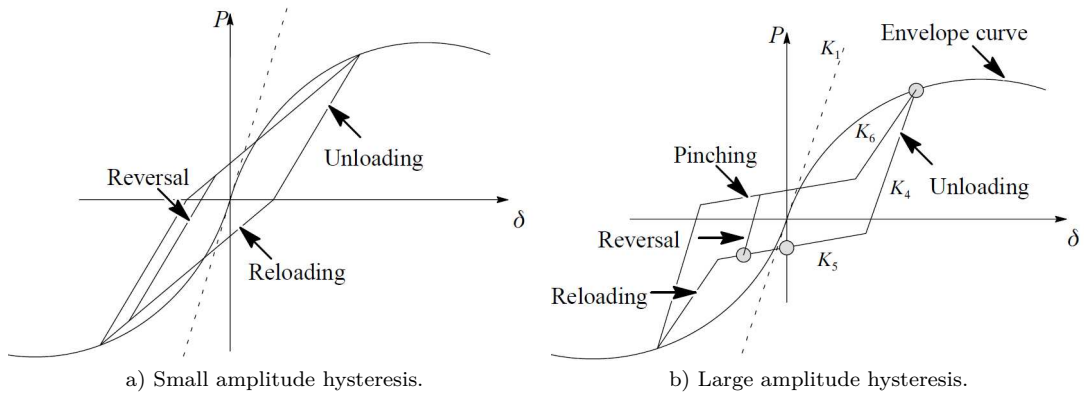 P
Unloading
Reversal
δ
Reloading
a) Small amplitude hysteresis.
P
K₁
Envelope curve
K₆
Pinching
K₄
Unloading
δ
Reversal
K₅
Reloading
b) Large amplitude hysteresis.